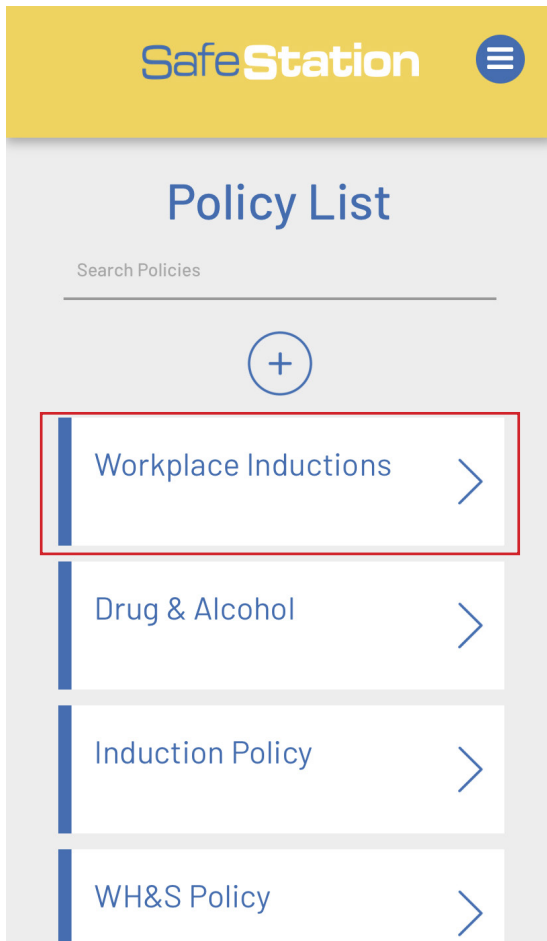 SafeStation
Policy List
Search Policies
Workplace Inductions
Drug & Alcohol
Induction Policy
WH&S Policy